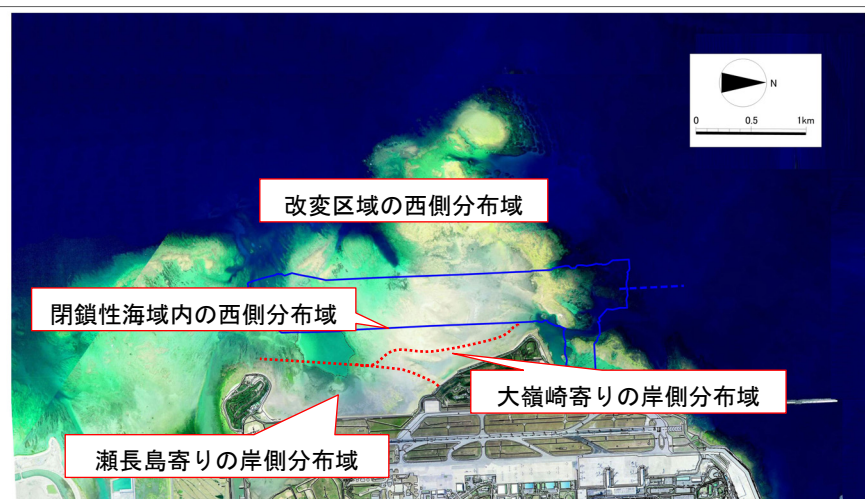 N
0 0.5 1km
改変区域の西側分布域
閉鎖性海域内の西側分布域
大嶺崎寄りの岸側分布域
瀬長島寄りの岸側分布域